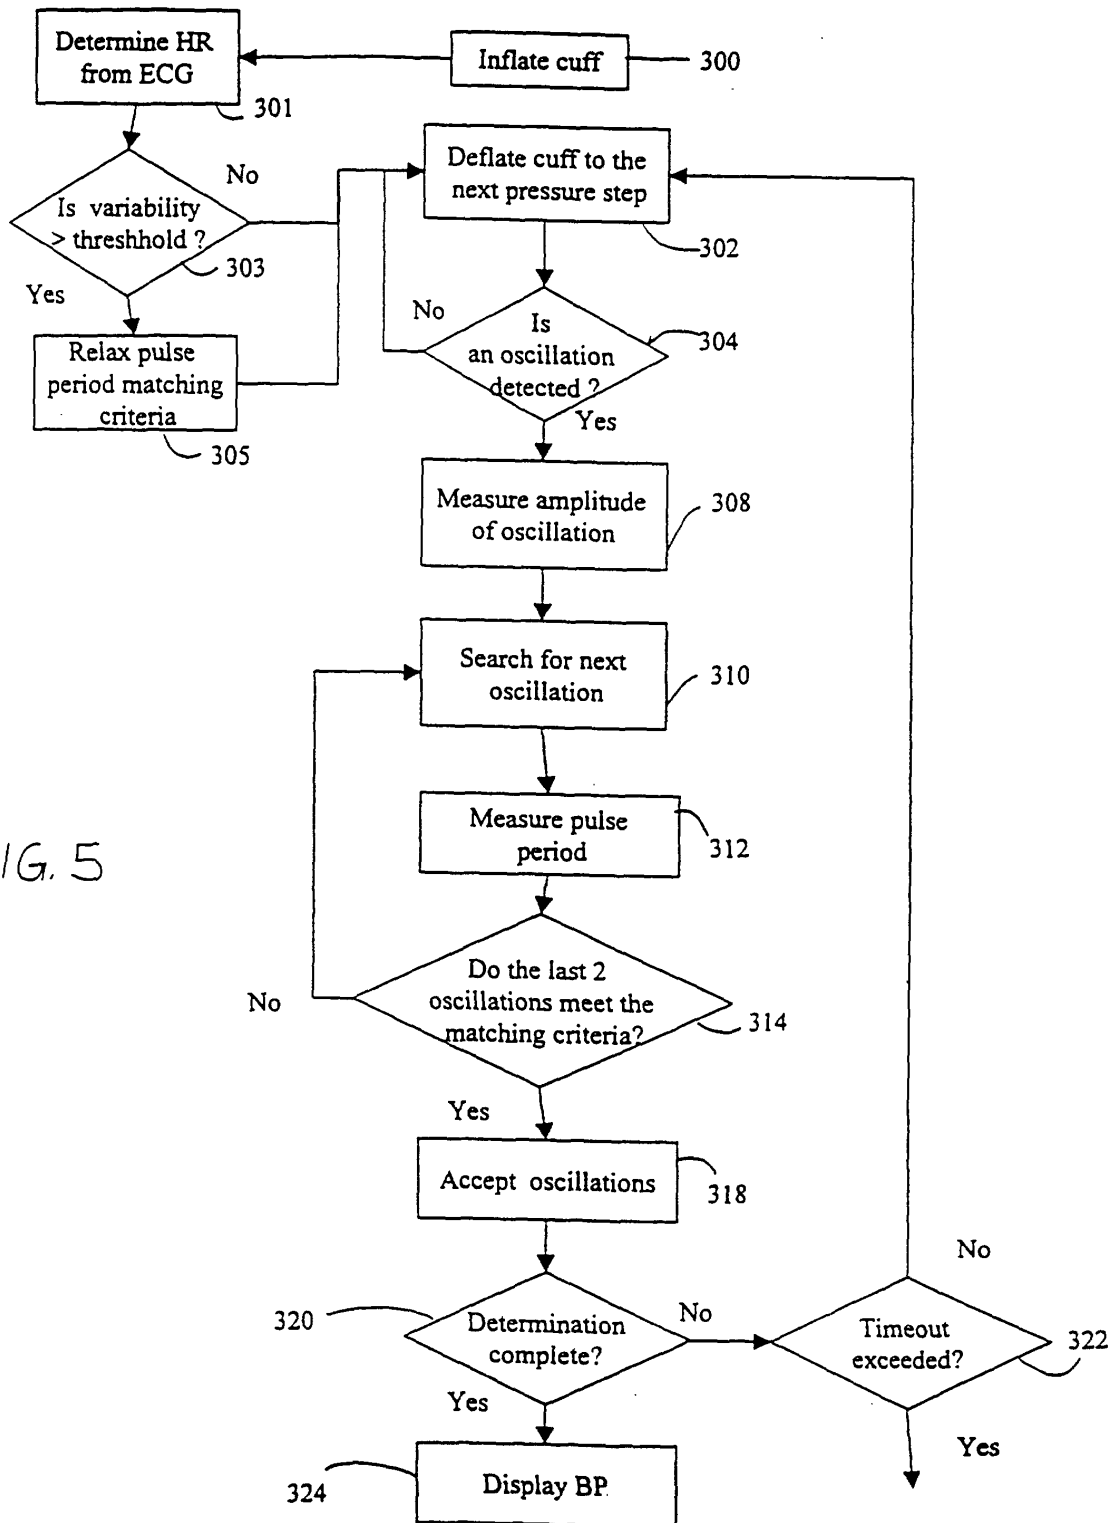 Determine HR
from ECG
301
Inflate cuff
300
Is variability
> threshhold ?
303
No
Yes
Relax pulse
period matching
criteria
305
Deflate cuff to the
next pressure step
302
Is
an oscillation
detected ?
304
No
Yes
Measure amplitude
of oscillation
308
Search for next
oscillation
310
Measure pulse
period
312
Do the last 2
oscillations meet the
matching criteria?
314
No
Yes
Accept oscillations
318
Determination
complete?
320
No
Yes
Timeout
exceeded?
322
No
Yes
Display BP
324
IG. 5